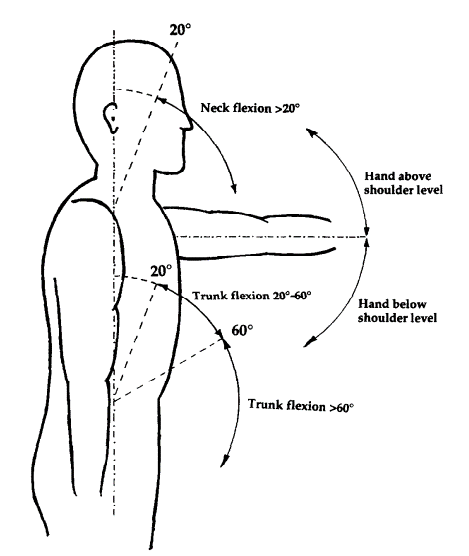 20°
Neck flexion >20°
Hand above
shoulder level
20°
Trunk flexion 20°-60°
Hand below
shoulder level
60°
Trunk flexion >60°